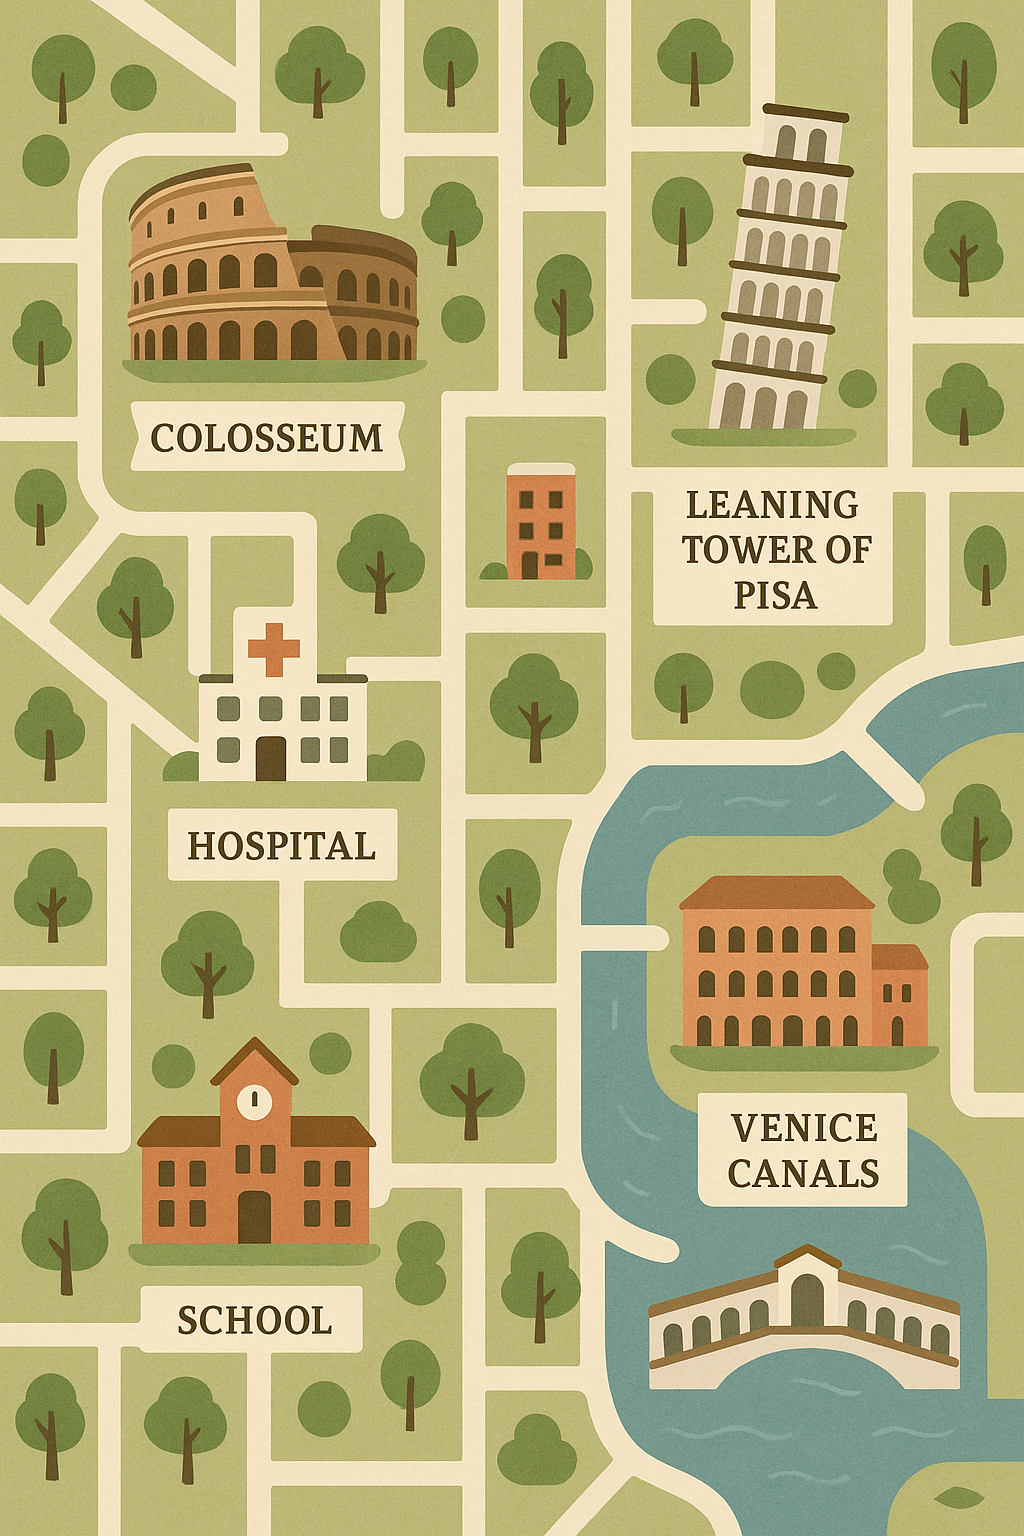 COLOSSEUM
LEANING
TOWER OF
PISA
HOSPITAL
VENICE
CANALS
SCHOOL